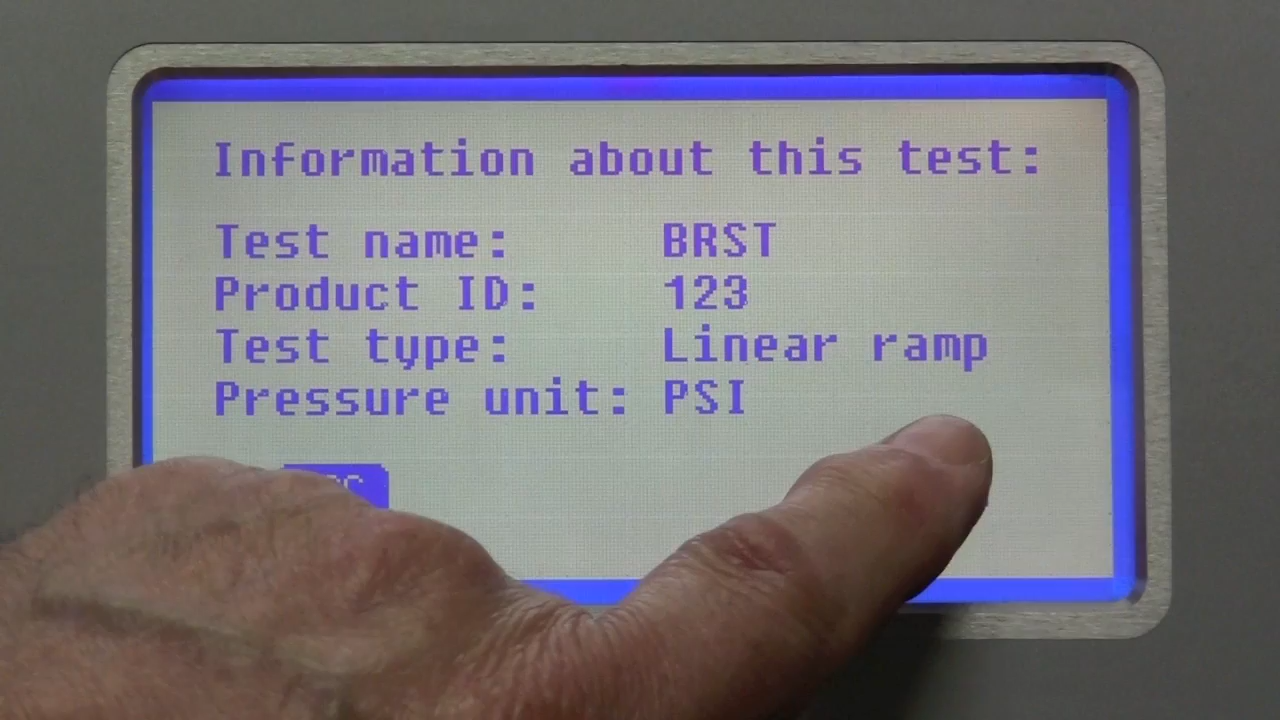 Information about this test:
Test name: BRST
Product ID: 123
Test type: Linear ramp
Pressure unit: PSI